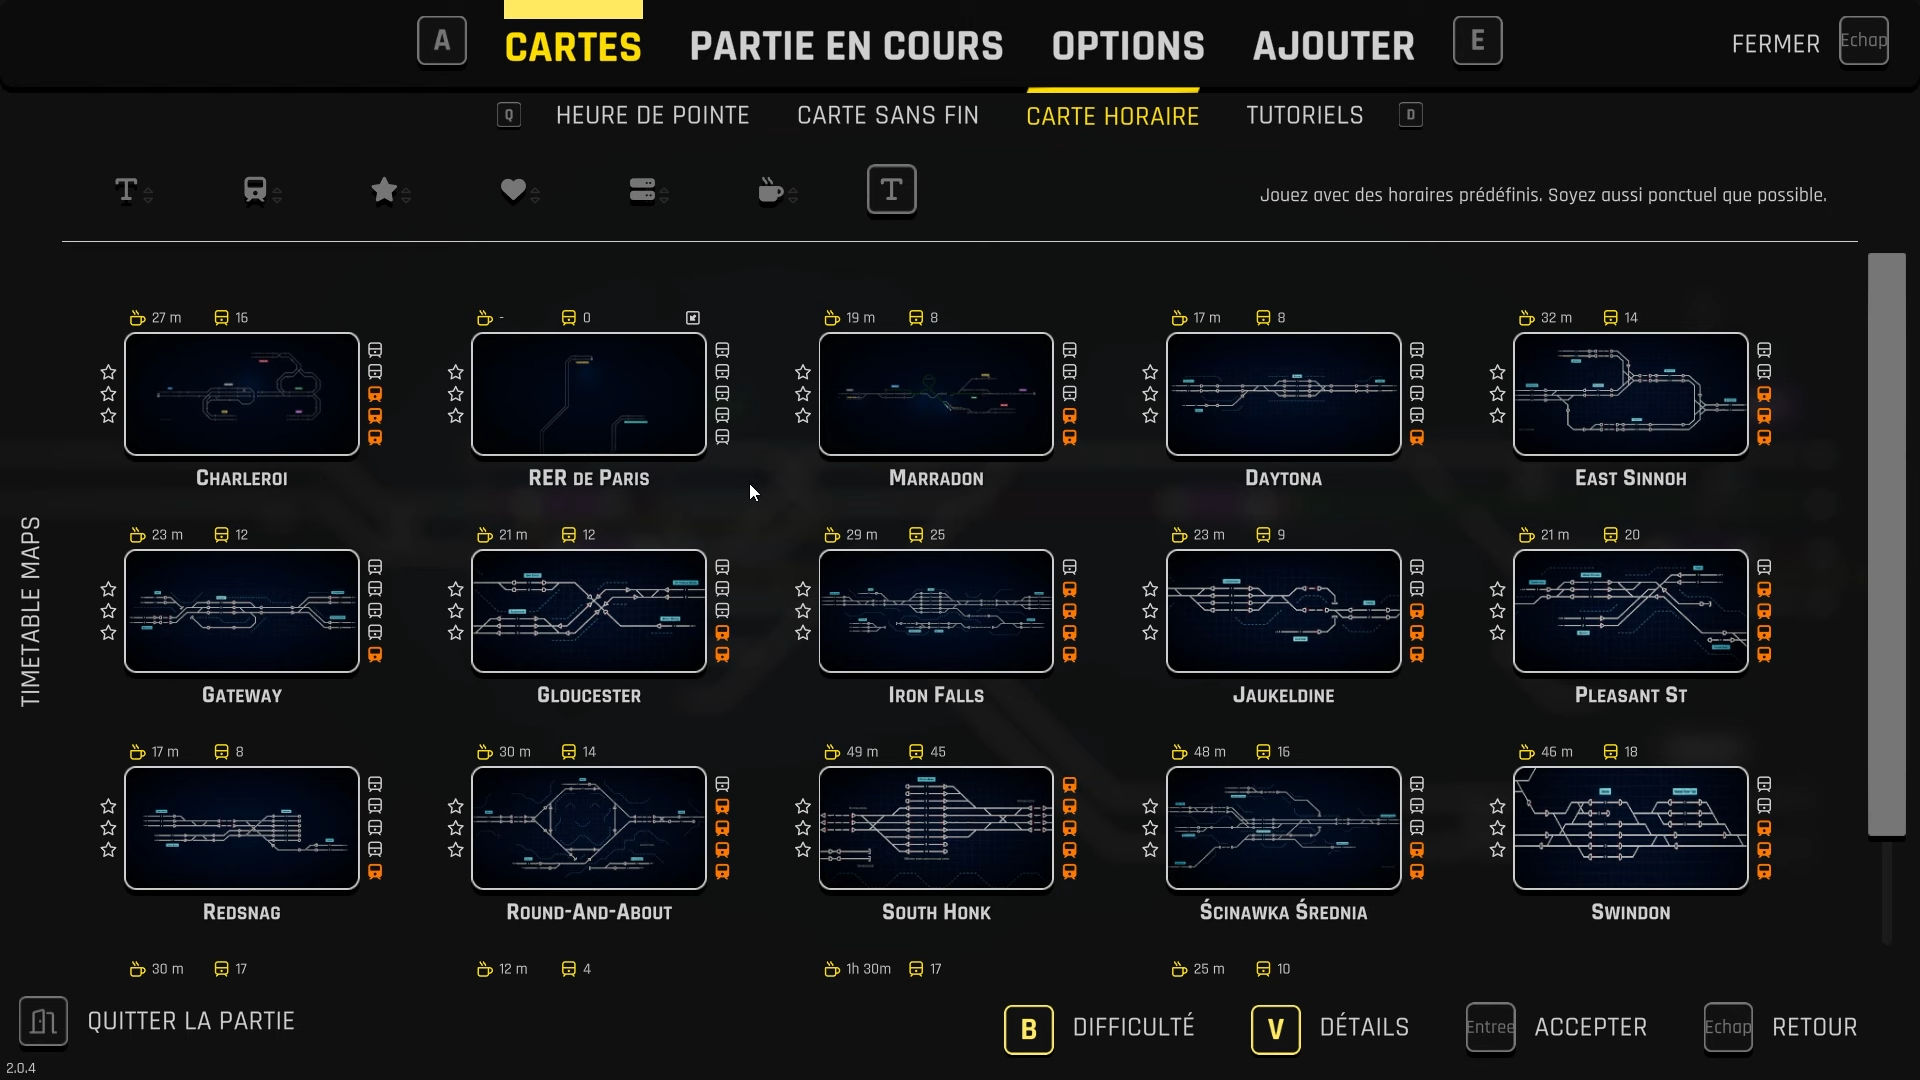 A CARTES PARTIE EN COURS OPTIONS AJOUTER E FERMER Echap
Q HEURE DE POINTE CARTE SANS FIN CARTE HORAIRE TUTORIELS D
T T Jouez avec des horaires prédéfinis. Soyez aussi ponctuel que possible.
TIMETABLE MAPS
27 m 16 - 0 19 m 8 17 m 8 32 m 14
Charleroi RER de Paris Marradon Daytona East Sinnoh
23 m 12 21 m 12 29 m 25 23 m 9 21 m 20
Gateway Gloucester Iron Falls Jaukeldine Pleasant St
17 m 8 30 m 14 49 m 45 48 m 16 46 m 18
Redsnag Round-And-About South Honk Ścinawka Średnia Swindon
30 m 17 12 m 4 1h 30m 17 25 m 10
QUITTER LA PARTIE B DIFFICULTÉ V DÉTAILS Entree ACCEPTER Echap RETOUR
2.0.4